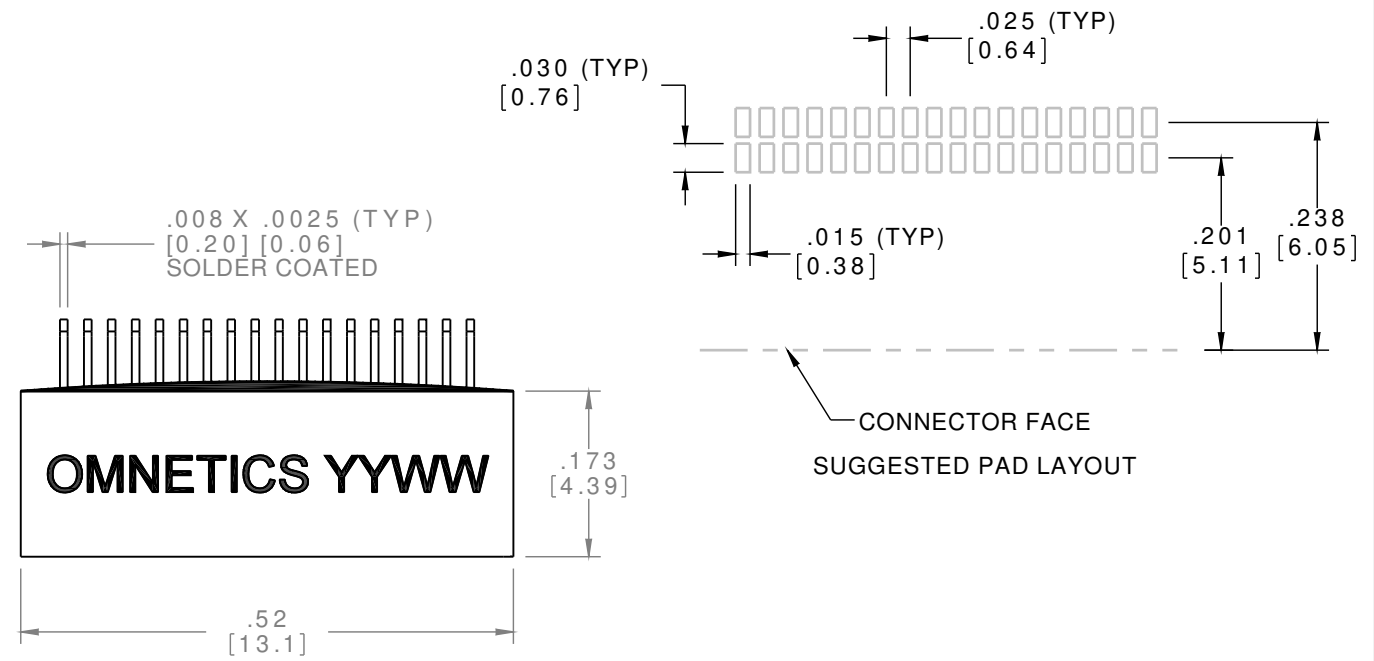 .025 (TYP)
[0.64]
.030 (TYP)
[0.76]
.008 X .0025 (TYP)
[0.20] [0.06]
SOLDER COATED
.015 (TYP)
[0.38]
.201
[5.11]
.238
[6.05]
CONNECTOR FACE
SUGGESTED PAD LAYOUT
OMNETICS YYWW
.173
[4.39]
.52
[13.1]